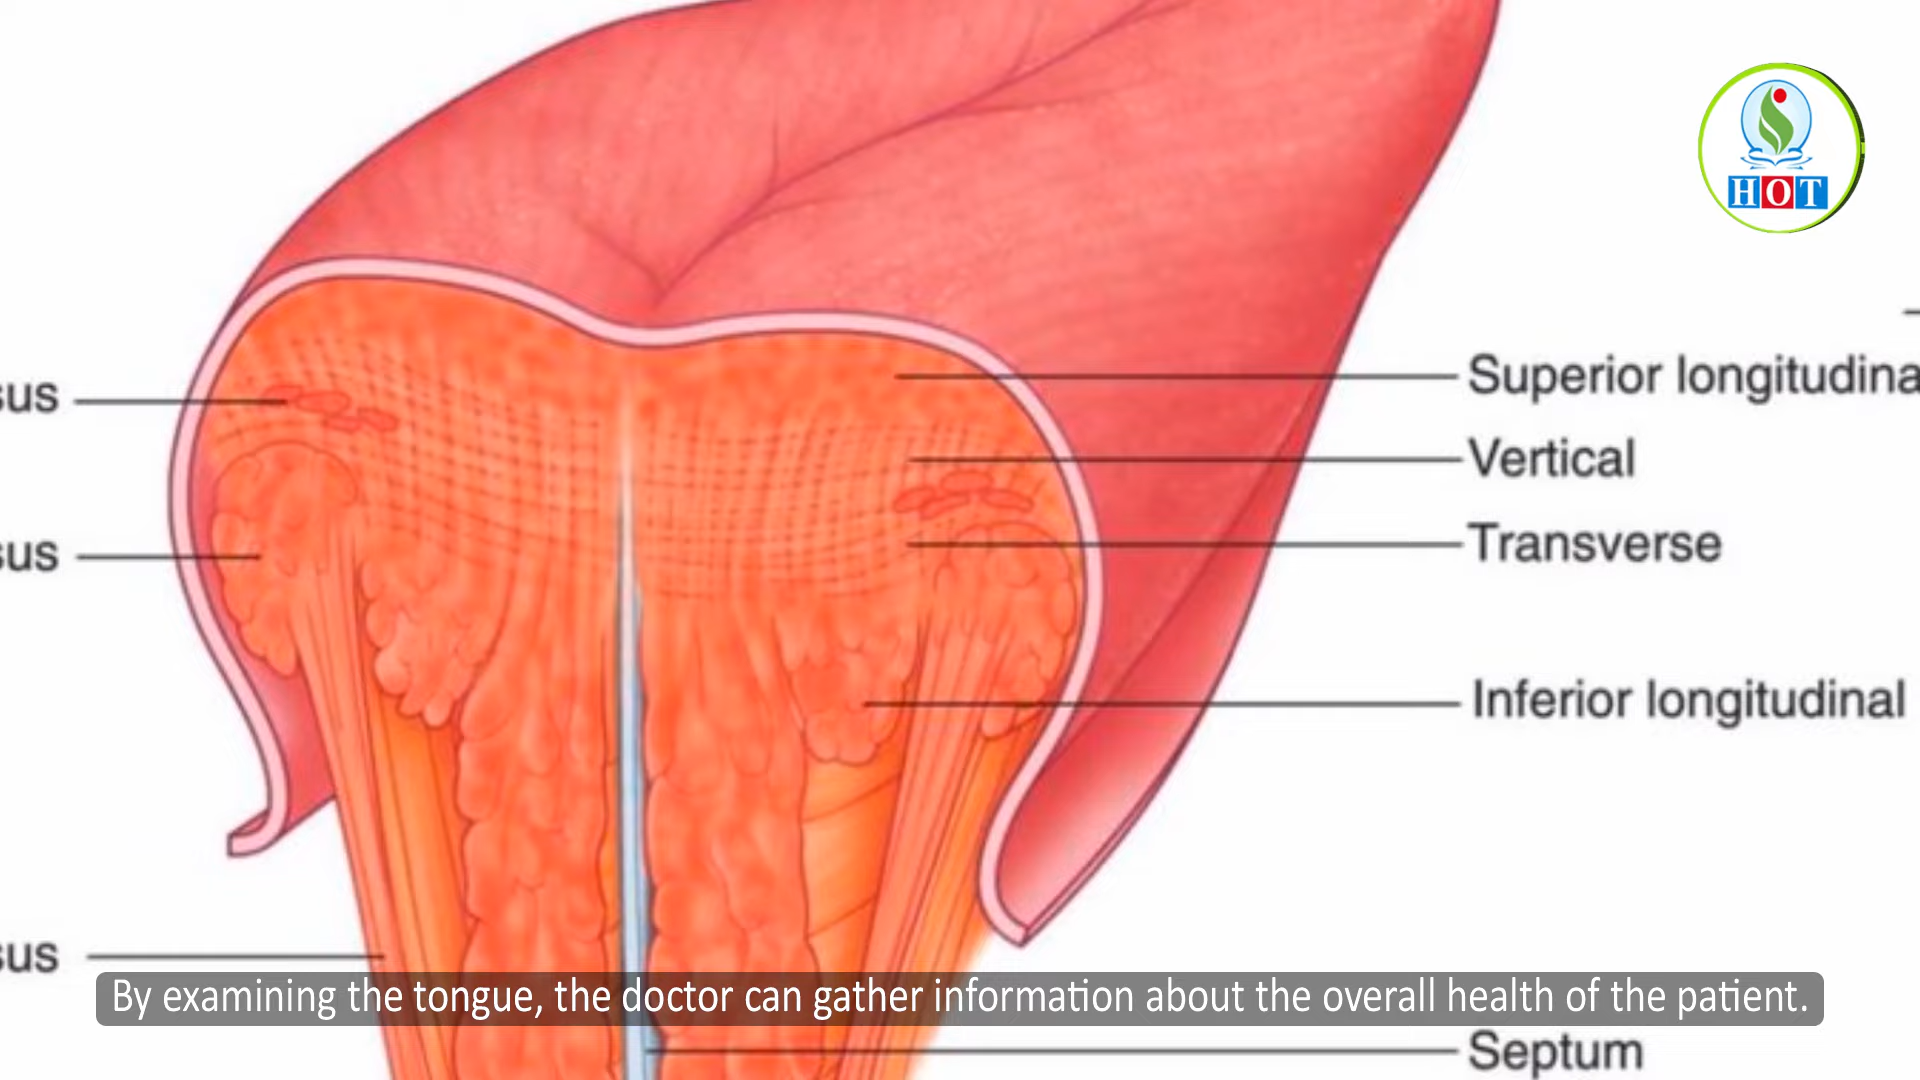 HOT
Superior longitudina
sus
Vertical
Transverse
sus
Inferior longitudinal
sus
By examining the tongue, the doctor can gather information about the overall health of the patient.
Septum